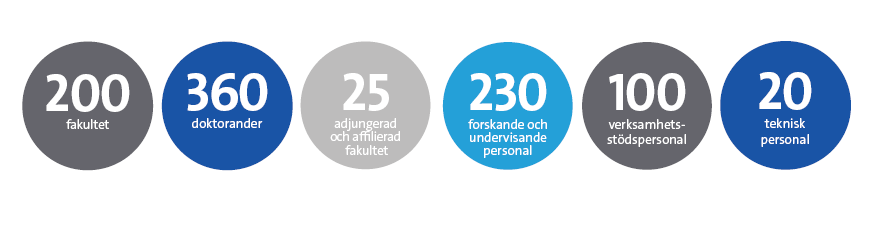 200
fakultet
360
doktorander
25
adjungerad
och affilierad
fakultet
230
forskande och
undervisande
personal
100
verksamhets-
stödspersonal
20
teknisk
personal